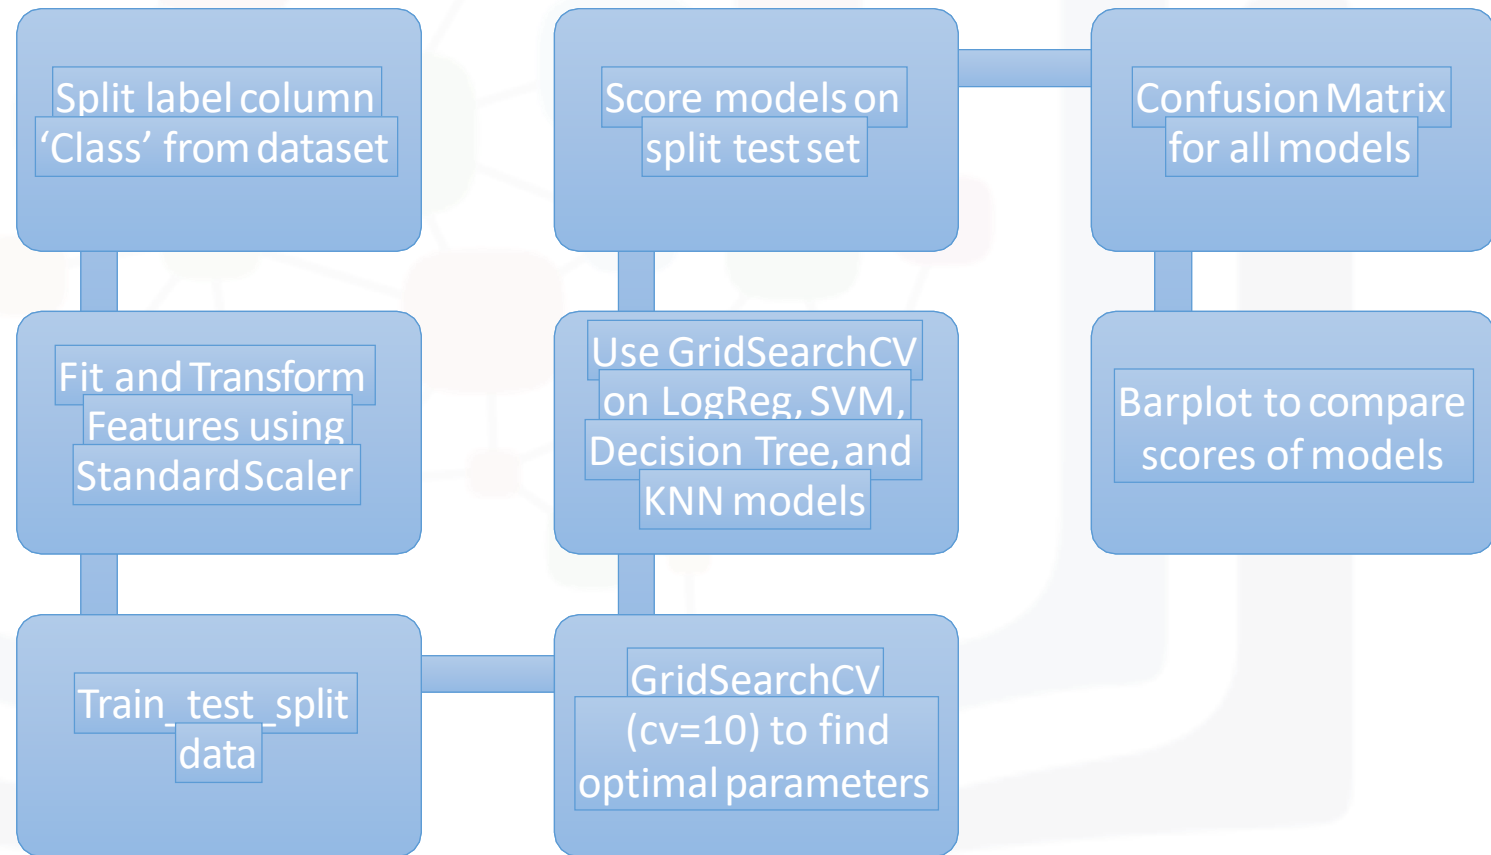 Split label column
‘Class’ from dataset
Fit and Transform
Features using
Standard Scaler
Train_test_split
data
GridSearchCV
(cv=10) to find
optimal parameters
Use GridSearchCV
on LogReg, SVM,
Decision Tree, and
KNN models
Score models on
split test set
Confusion Matrix
for all models
Barplot to compare
scores of models